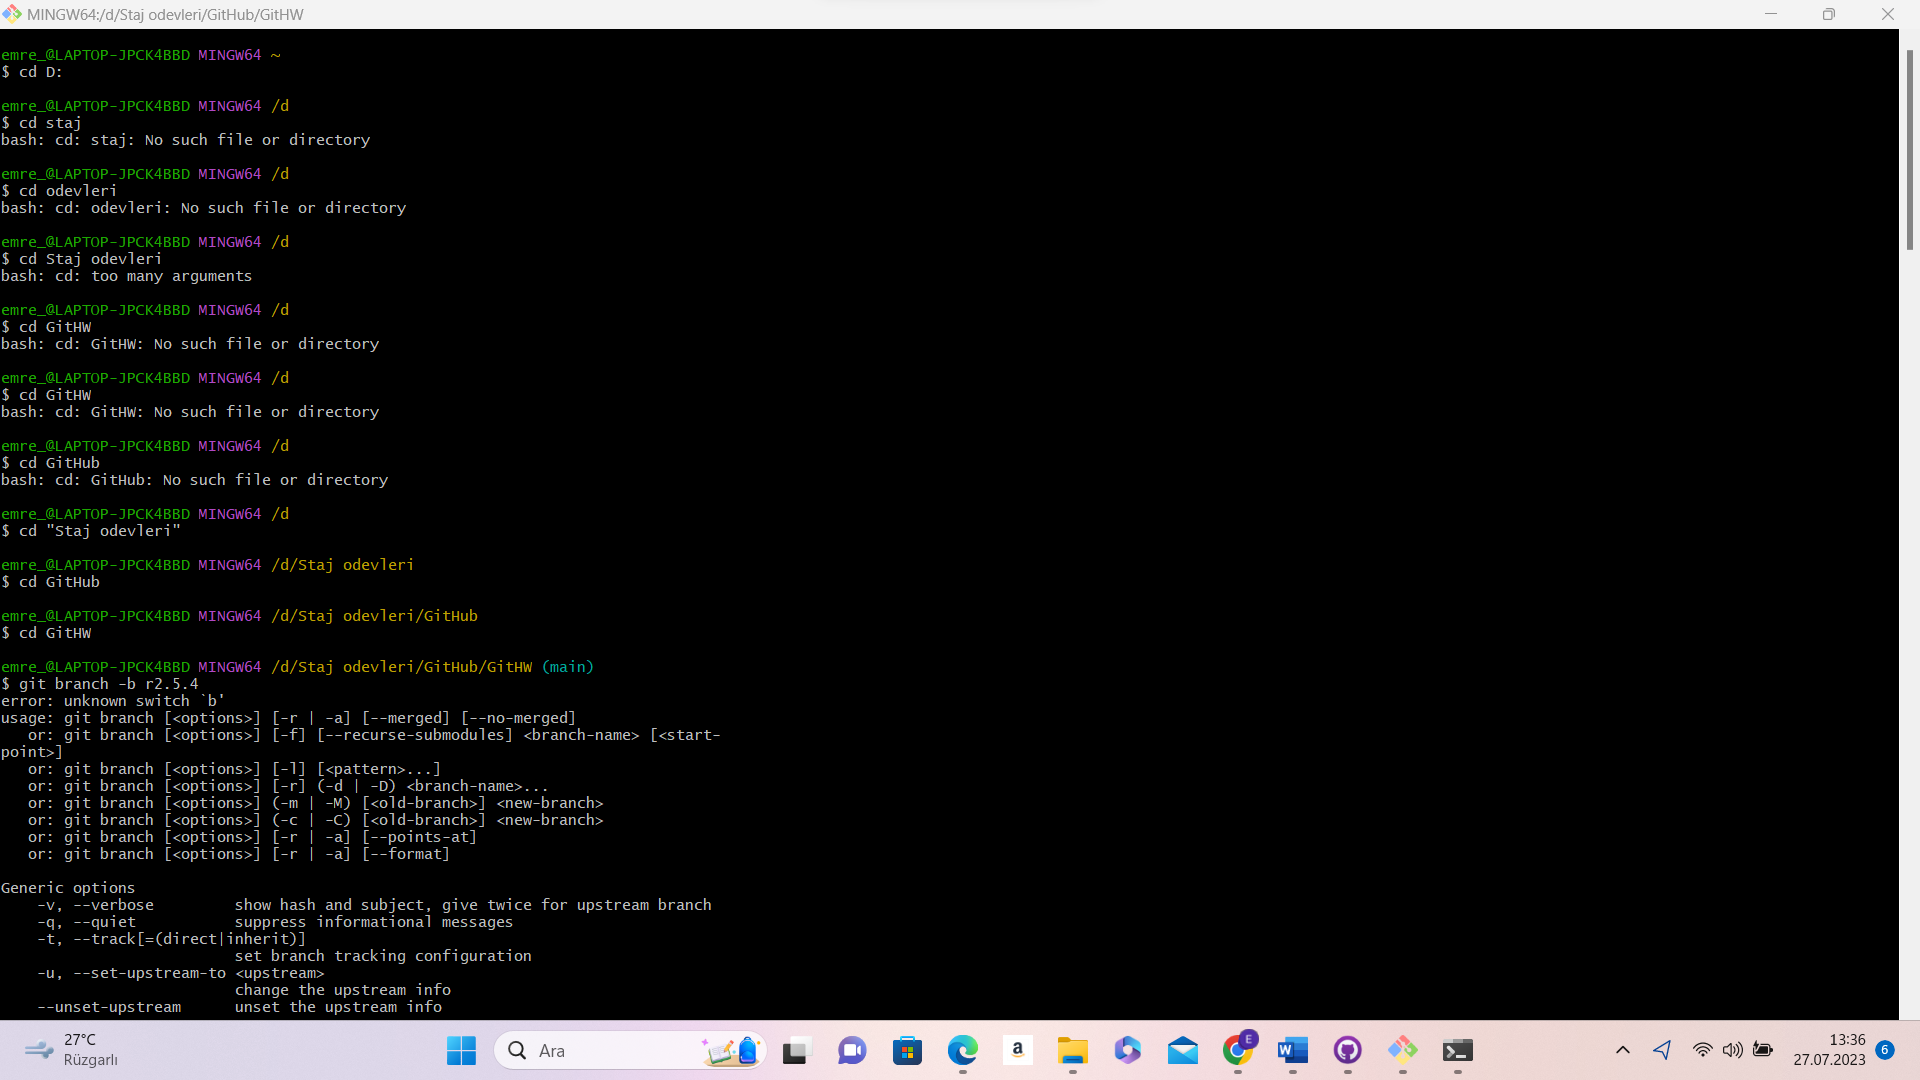 MINGW64:/d/Staj odevleri/GitHub/GitHW
emre_@LAPTOP-JPCK4BBD MINGW64 ~
$ cd D:
emre_@LAPTOP-JPCK4BBD MINGW64 /d
$ cd staj
bash: cd: staj: No such file or directory
emre_@LAPTOP-JPCK4BBD MINGW64 /d
$ cd odevleri
bash: cd: odevleri: No such file or directory
emre_@LAPTOP-JPCK4BBD MINGW64 /d
$ cd Staj odevleri
bash: cd: too many arguments
emre_@LAPTOP-JPCK4BBD MINGW64 /d
$ cd GitHW
bash: cd: GitHW: No such file or directory
emre_@LAPTOP-JPCK4BBD MINGW64 /d
$ cd GitHW
bash: cd: GitHW: No such file or directory
emre_@LAPTOP-JPCK4BBD MINGW64 /d
$ cd GitHub
bash: cd: GitHub: No such file or directory
emre_@LAPTOP-JPCK4BBD MINGW64 /d
$ cd "Staj odevleri"
emre_@LAPTOP-JPCK4BBD MINGW64 /d/Staj odevleri
$ cd GitHub
emre_@LAPTOP-JPCK4BBD MINGW64 /d/Staj odevleri/GitHub
$ cd GitHW
emre_@LAPTOP-JPCK4BBD MINGW64 /d/Staj odevleri/GitHub/GitHW (main)
$ git branch -b r2.5.4
error: unknown switch `b'
usage: git branch [<options>] [-r | -a] [--merged] [--no-merged]
   or: git branch [<options>] [-f] [--recurse-submodules] <branch-name> [<start-
point>]
   or: git branch [<options>] [-l] [<pattern>...]
   or: git branch [<options>] [-r] (-d | -D) <branch-name>...
   or: git branch [<options>] (-m | -M) [<old-branch>] <new-branch>
   or: git branch [<options>] (-c | -C) [<old-branch>] <new-branch>
   or: git branch [<options>] [-r | -a] [--points-at]
   or: git branch [<options>] [-r | -a] [--format]
Generic options
    -v, --verbose         show hash and subject, give twice for upstream branch
    -q, --quiet           suppress informational messages
    -t, --track[=(direct|inherit)]
                          set branch tracking configuration
    -u, --set-upstream-to <upstream>
                          change the upstream info
    --unset-upstream      unset the upstream info
27°C
Rüzgarlı
Ara
a
E
W
13:36
27.07.2023
6